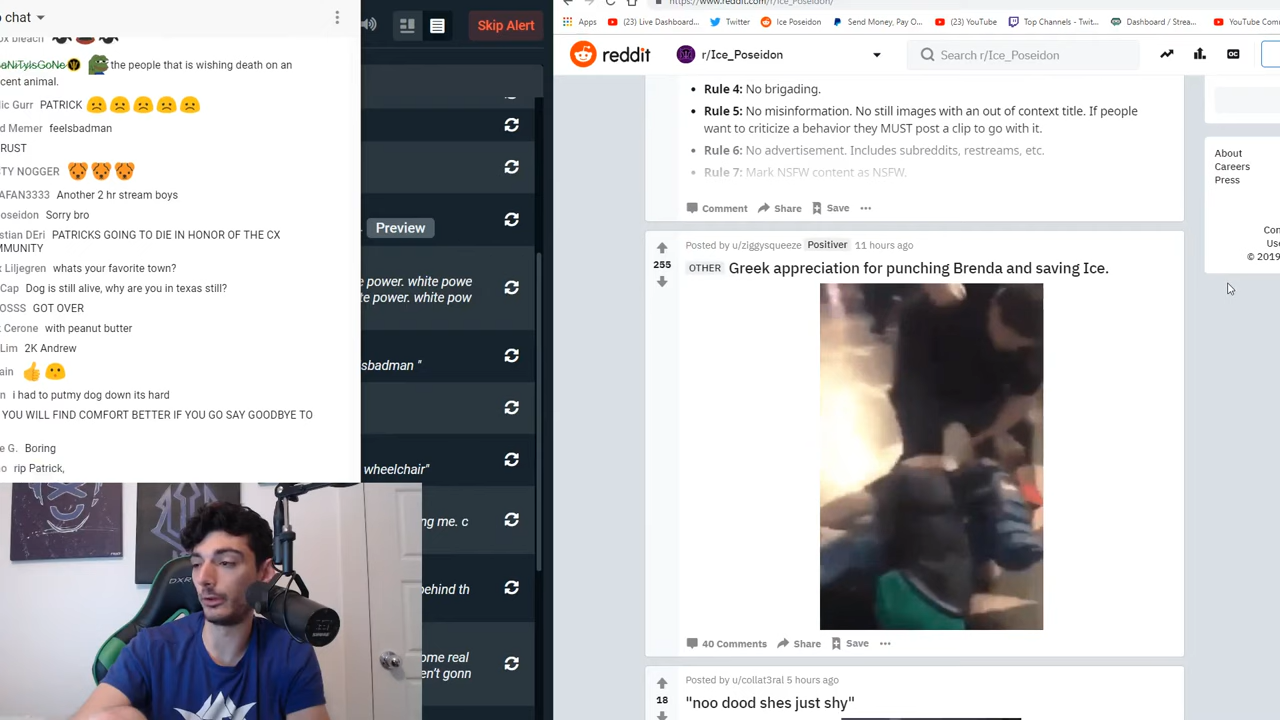 chat
ox bleach
SaNiTyIsGoNe the people that is wishing death on an
cent animal.
ic Gurr PATRICK
d Memer feelsbadman
RUST
TY NOGGER
AFAN3333 Another 2 hr stream boys
oseidon Sorry bro
stian DEri PATRICKS GOING TO DIE IN HONOR OF THE CX
MMUNITY
x Liljegren whats your favorite town?
Cap Dog is still alive, why are you in texas still?
OSSS GOT OVER
Cerone with peanut butter
Lim 2K Andrew
ain
n i had to putmy dog down its hard
YOU WILL FIND COMFORT BETTER IF YOU GO SAY GOODBYE TO
e G. Boring
o rip Patrick,
Skip Alert
Preview
e power. white powe
e power. white pow
sbadman "
wheelchair"
ng me. c
behind th
ome real
en't gonn
https://www.reddit.com/r/Ice_Poseidon/
Apps
(23) Live Dashboard...
Twitter
Ice Poseidon
Send Money, Pay O...
(23) YouTube
Top Channels - Twit...
Dashboard / Strea...
YouTube Com
reddit
r/Ice_Poseidon
Search r/Ice_Poseidon
Rule 4: No brigading.
Rule 5: No misinformation. No still images with an out of context title. If people
want to criticize a behavior they MUST post a clip to go with it.
Rule 6: No advertisement. Includes subreddits, restreams, etc.
Rule 7: Mark NSFW content as NSFW.
Comment Share Save
About
Careers
Press
Con
Use
© 2019
Posted by u/ziggysqueeze Positiver 11 hours ago
255
OTHER Greek appreciation for punching Brenda and saving Ice.
40 Comments Share Save
Posted by u/collat3ral 5 hours ago
18
"noo dood shes just shy"
DXR